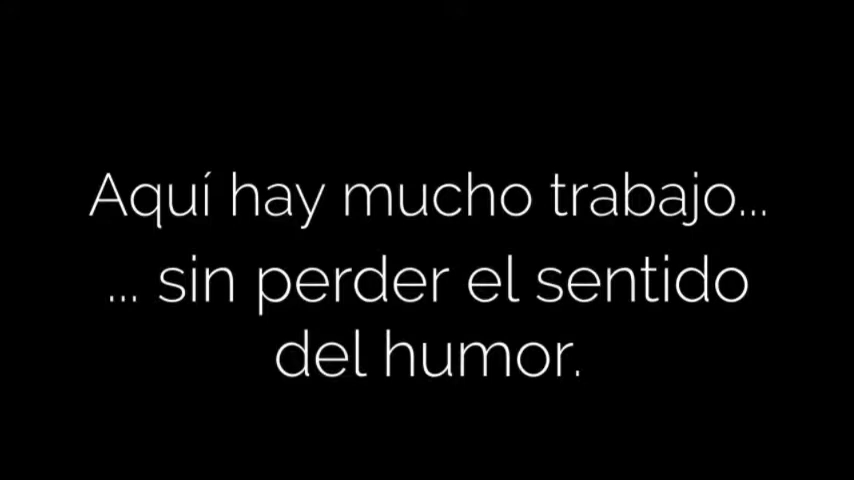 Aquí hay mucho trabajo...
... sin perder el sentido
del humor.